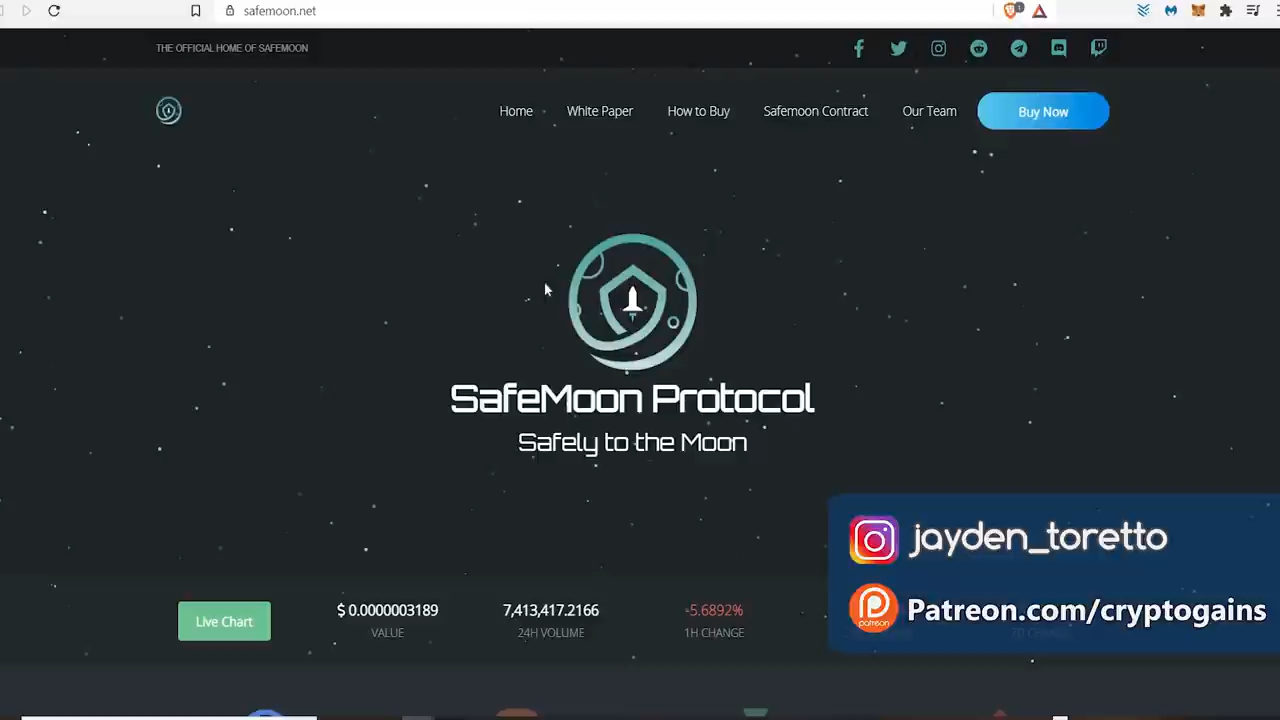 safemoon.net
THE OFFICIAL HOME OF SAFEMOON
Home White Paper How to Buy Safemoon Contract Our Team Buy Now
SafeMoon Protocol
Safely to the Moon
jayden_toretto
Patreon.com/cryptogains
Live Chart
$ 0.0000003189 7,413,417.2166 -5.6892%
VALUE 24H VOLUME 1H CHANGE